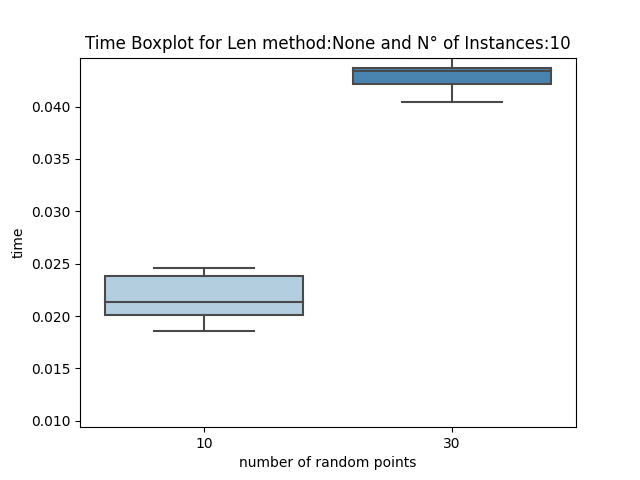 Time Boxplot for Len method:None and N° of Instances:10
0.040
0.035
0.030
0.025
0.020
0.015
0.010
time
10 30
number of random points